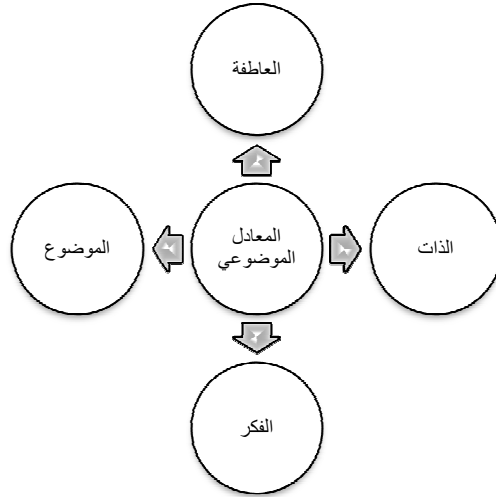 العاطفة
الذات
المعادل
الموضوعي
الموضوع
الفكر